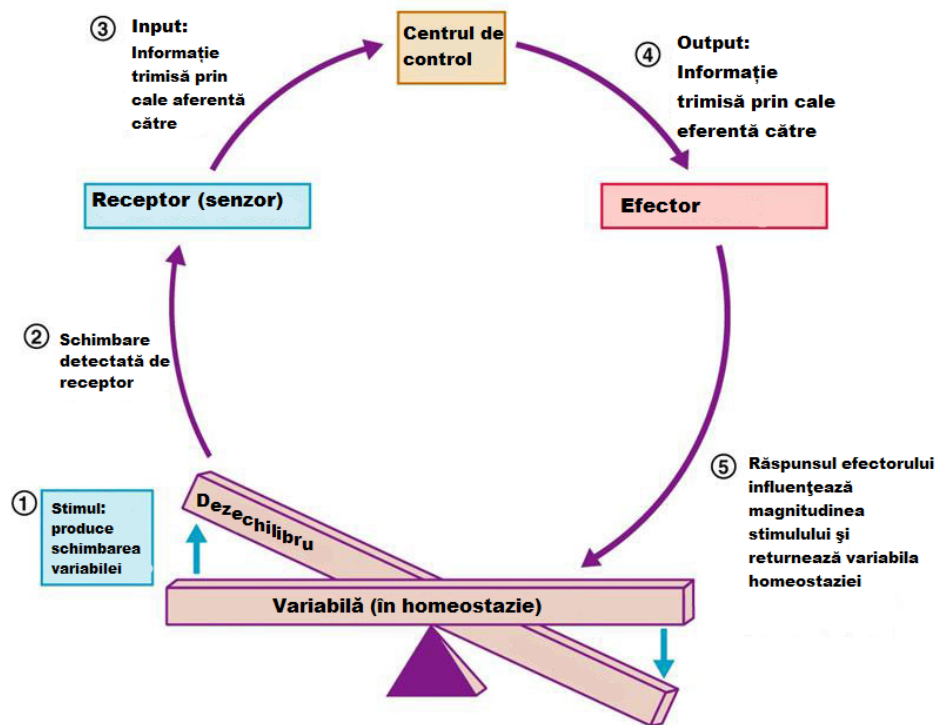 ①
Stimul:
produce
schimbarea
variabilei
②
Schimbare
detectată de
receptor
Receptor (senzor)
③
Input:
Informație
trimisă prin
cale aferentă
către
Centrul de
control
④
Output:
Informație
trimisă prin cale
eferentă către
Efector
⑤
Răspunsul efectorului
influenţează
magnitudinea
stimulului şi
returnează variabila
homeostaziei
Dezechilibru
Variabilă (în homeostazie)